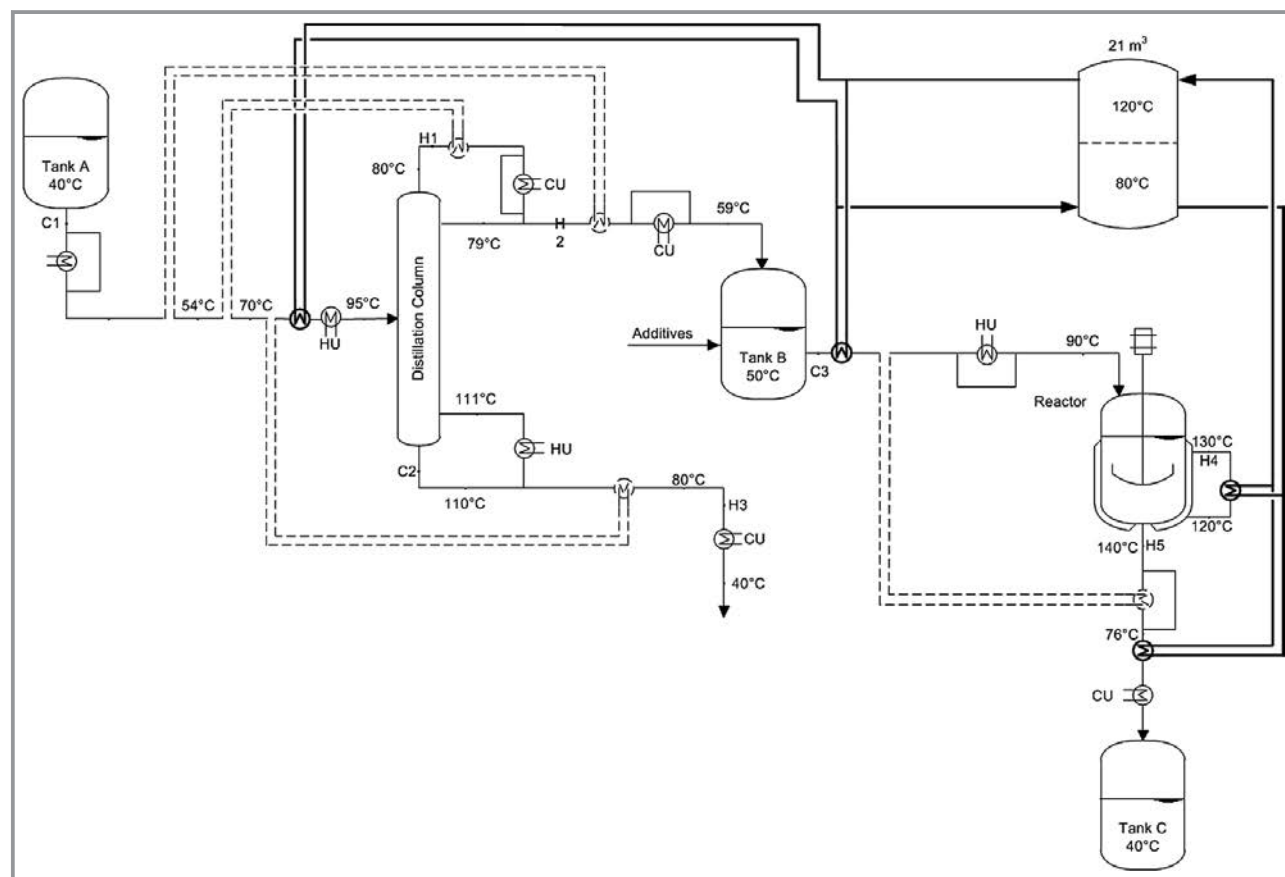 21 m³
120°C
80°C
Tank A
40°C
C1
H1
80°C
CU
79°C
H
2
CU
59°C
54°C
70°C
95°C
HU
Distillation Column
Additives
Tank B
50°C
C3
HU
90°C
Reactor
111°C
HU
C2
110°C
80°C
H3
CU
40°C
130°C
H4
120°C
140°C
H5
76°C
CU
Tank C
40°C